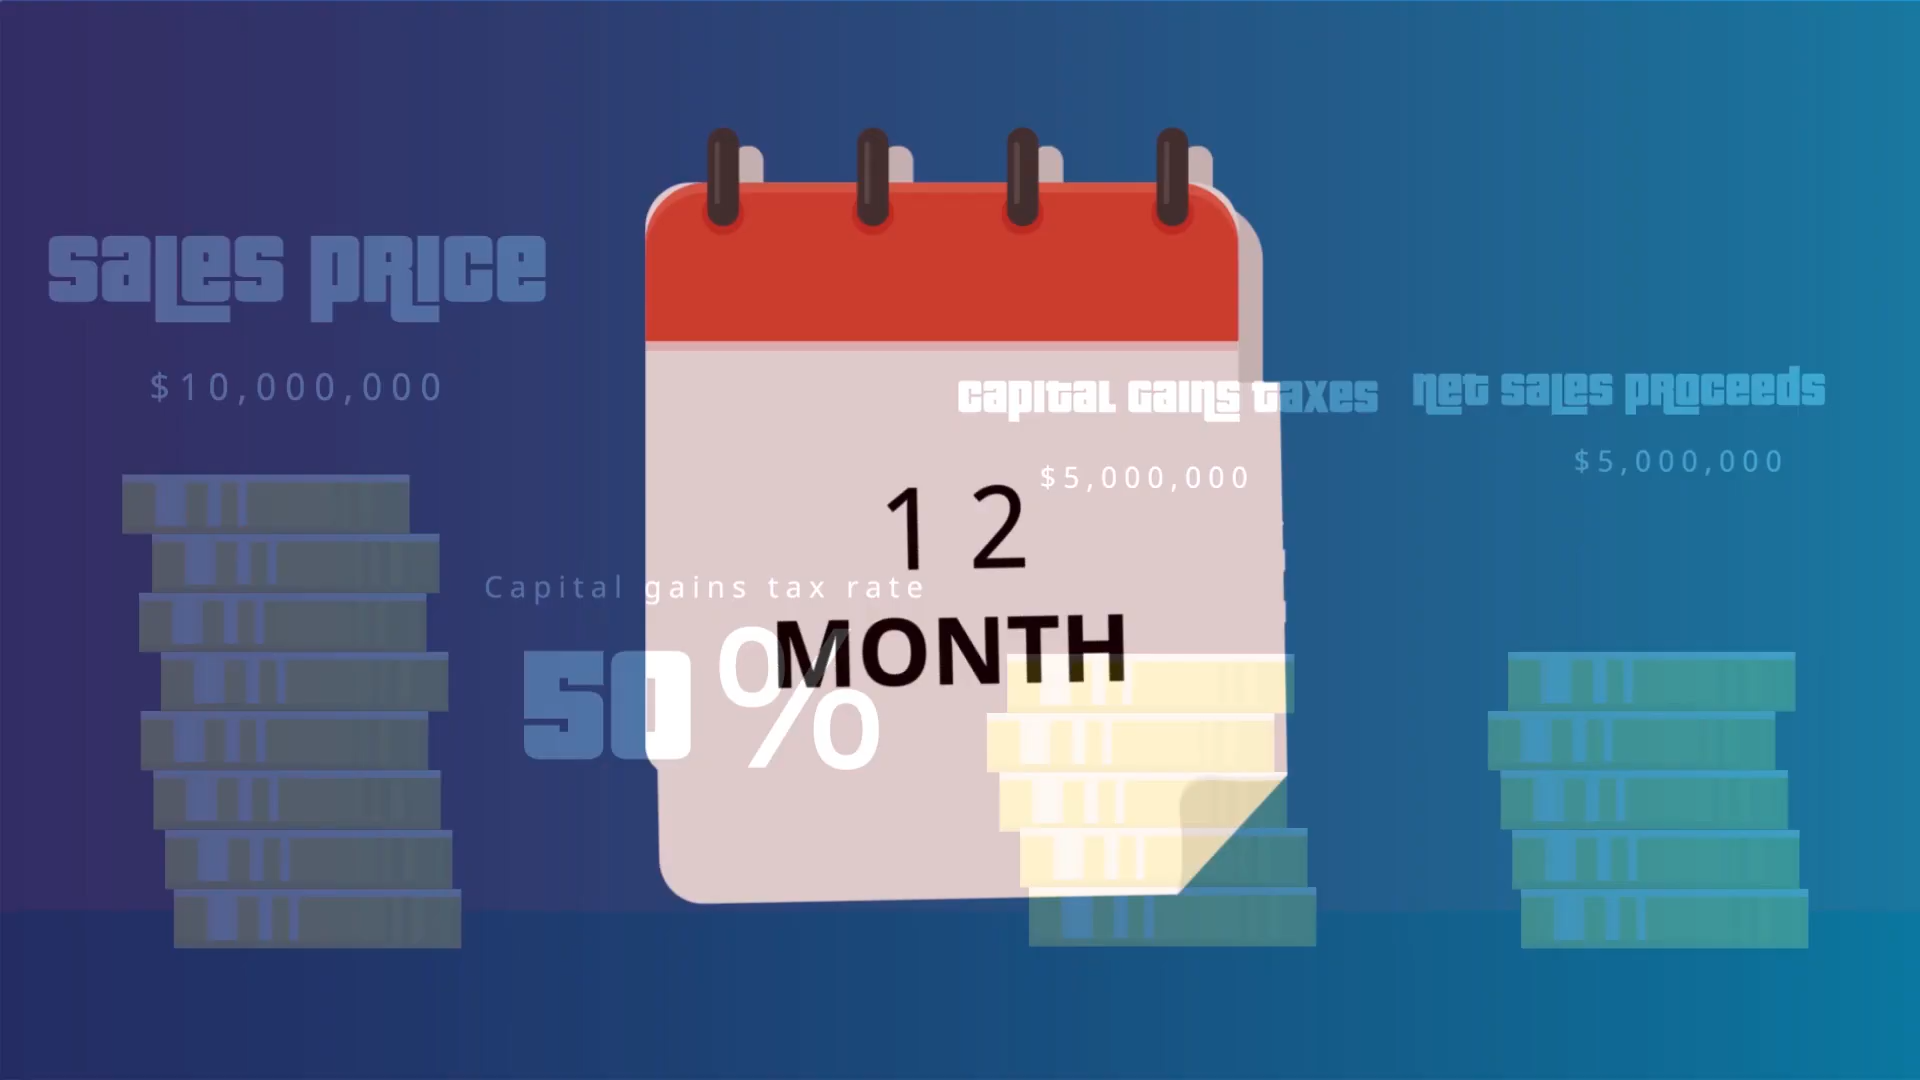 sales price
$10,000,000
capital gains taxes
$5,000,000
net sales proceeds
$5,000,000
12
MONTH
Capital gains tax rate
50%